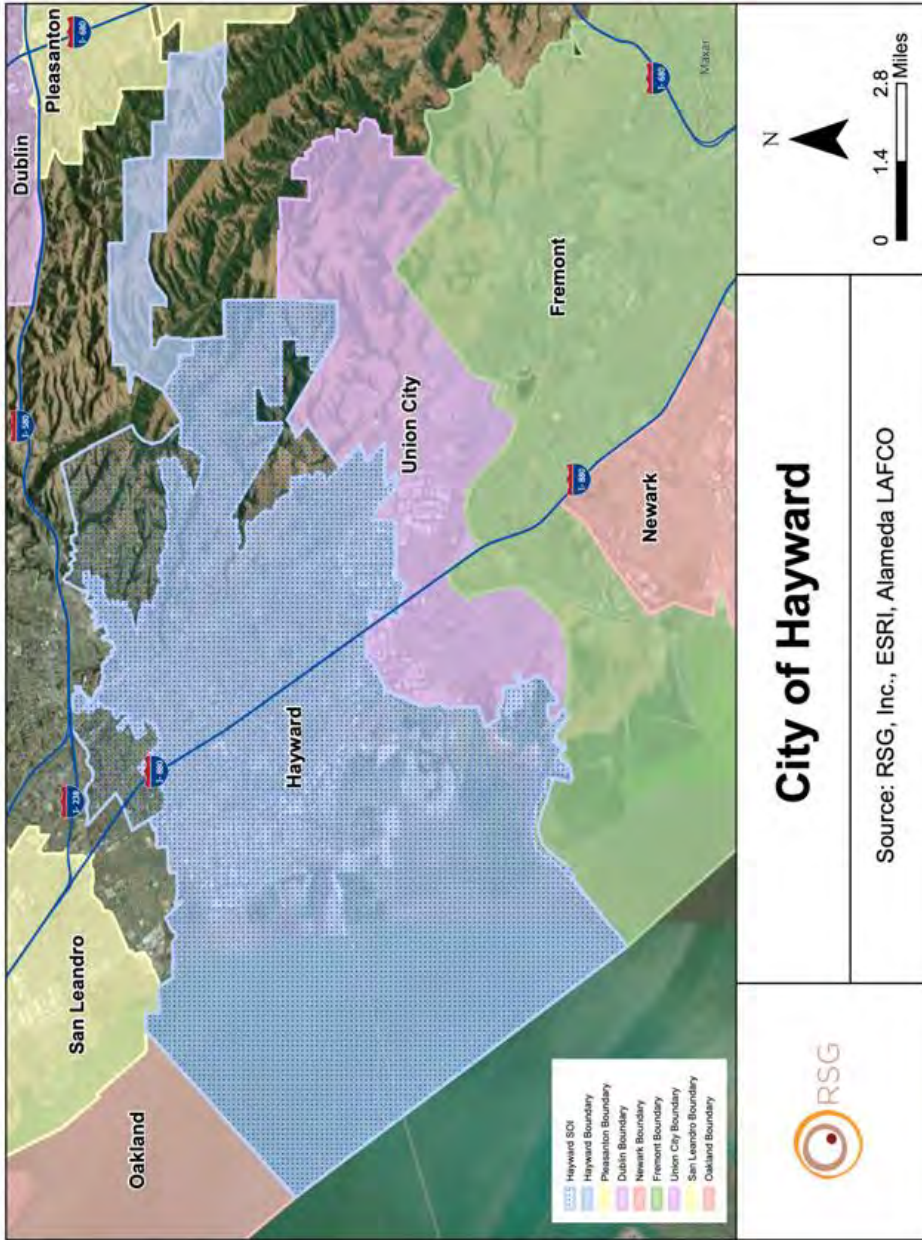 Dublin
Pleasanton
I- 680
I- 580
San Leandro
I- 238
I- 880
Oakland
Hayward
Union City
Fremont
I- 880
Newark
I- 680
Maxar
Hayward SOI
Hayward Boundary
Pleasanton Boundary
Dublin Boundary
Newark Boundary
Fremont Boundary
Union City Boundary
San Leandro Boundary
Oakland Boundary
RSG
City of Hayward
Source: RSG, Inc., ESRI, Alameda LAFCO
N
0 1.4 2.8
Miles